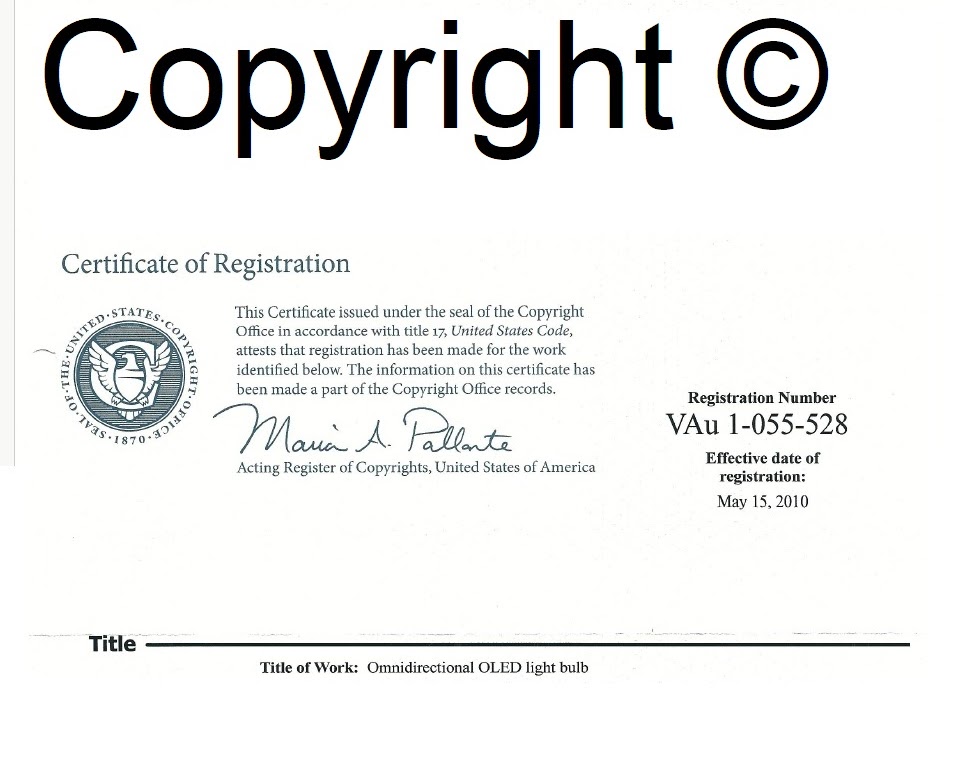 Copyright ©
Certificate of Registration
SEAL·OF·THE·UNITED·STATES·COPYRIGHT·OFFICE
·1870·
This Certificate issued under the seal of the Copyright
Office in accordance with title 17, United States Code,
attests that registration has been made for the work
identified below. The information on this certificate has
been made a part of the Copyright Office records.
Maria A. Pallante
Acting Register of Copyrights, United States of America
Registration Number
VAu 1-055-528
Effective date of
registration:
May 15, 2010
Title
Title of Work: Omnidirectional OLED light bulb